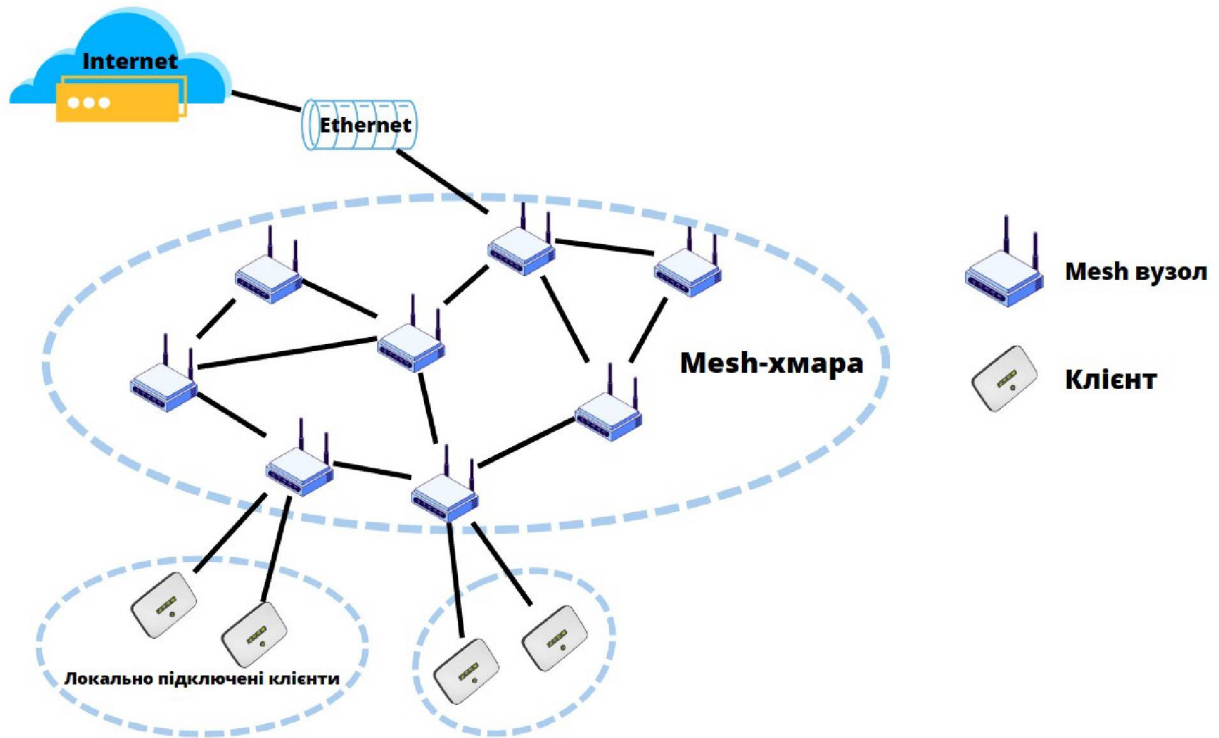 Internet
Ethernet
Mesh вузол
Mesh-хмара
Клієнт
Локально підключені клієнти